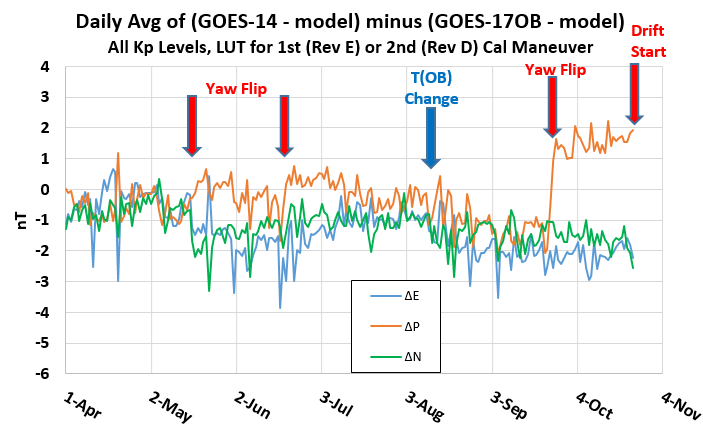 Daily Avg of (GOES-14 - model) minus (GOES-17OB - model)
All Kp Levels, LUT for 1st (Rev E) or 2nd (Rev D) Cal Maneuver
Drift
Start
Yaw Flip
T(OB)
Change
Yaw Flip
nT
4
3
2
1
0
-1
-2
-3
-4
-5
-6
ΔE
ΔP
ΔN
1-Apr
2-May
2-Jun
3-Jul
3-Aug
3-Sep
4-Oct
4-Nov